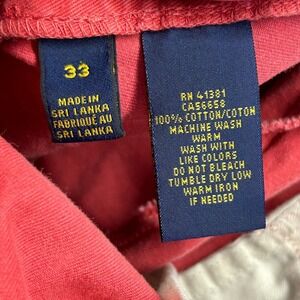 33
MADE IN
SRI LANKA
FABRIQUÉ AU
SRI LANKA
RN 41381
CA56658
100% COTTON/COTON
MACHINE WASH
WARM
WASH WITH
LIKE COLORS
DO NOT BLEACH
TUMBLE DRY LOW
WARM IRON
IF NEEDED